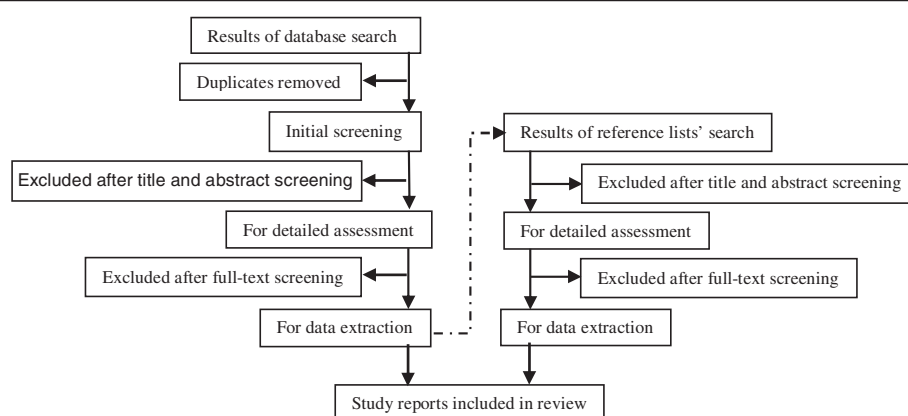 Results of database search
Duplicates removed
Initial screening
Excluded after title and abstract screening
For detailed assessment
Excluded after full-text screening
For data extraction
Results of reference lists' search
Excluded after title and abstract screening
For detailed assessment
Excluded after full-text screening
For data extraction
Study reports included in review